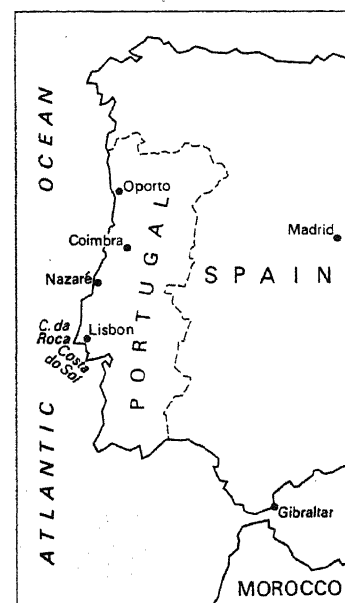 OCEAN
Oporto
Madrid
Coimbra
SPAIN
Nazaré
PORTUGAL
C. da
Roca
Lisbon
Costa
do Sol
ATLANTIC
Gibraltar
MOROCCO